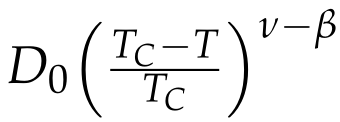 $D_0 \left( \frac{T_C - T}{T_C} \right)^{\nu - \beta}$